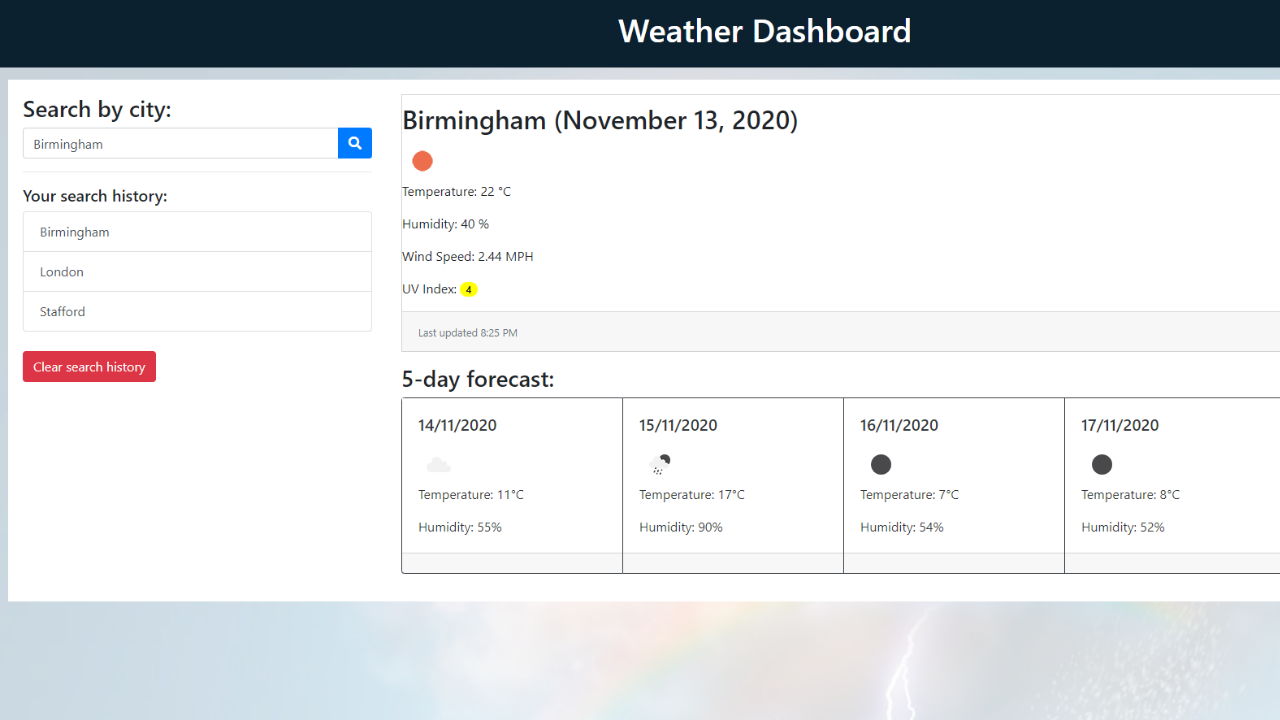 Weather Dashboard
Search by city:
Birmingham
Your search history:
Birmingham
London
Stafford
Clear search history
Birmingham (November 13, 2020)
Temperature: 22 °C
Humidity: 40 %
Wind Speed: 2.44 MPH
UV Index: 4
Last updated 8:25 PM
5-day forecast:
14/11/2020
Temperature: 11°C
Humidity: 55%
15/11/2020
Temperature: 17°C
Humidity: 90%
16/11/2020
Temperature: 7°C
Humidity: 54%
17/11/2020
Temperature: 8°C
Humidity: 52%